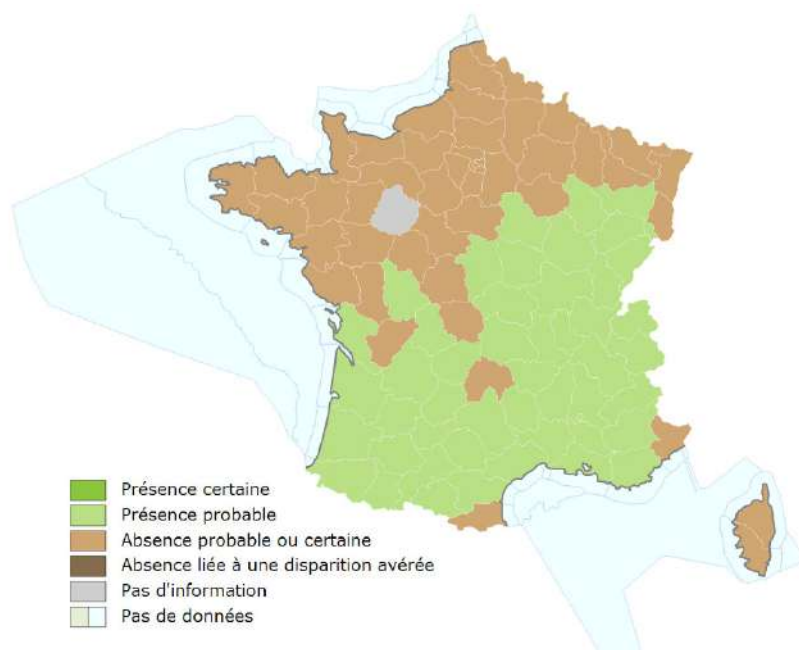 Présence certaine
Présence probable
Absence probable ou certaine
Absence liée à une disparition avérée
Pas d'information
Pas de données